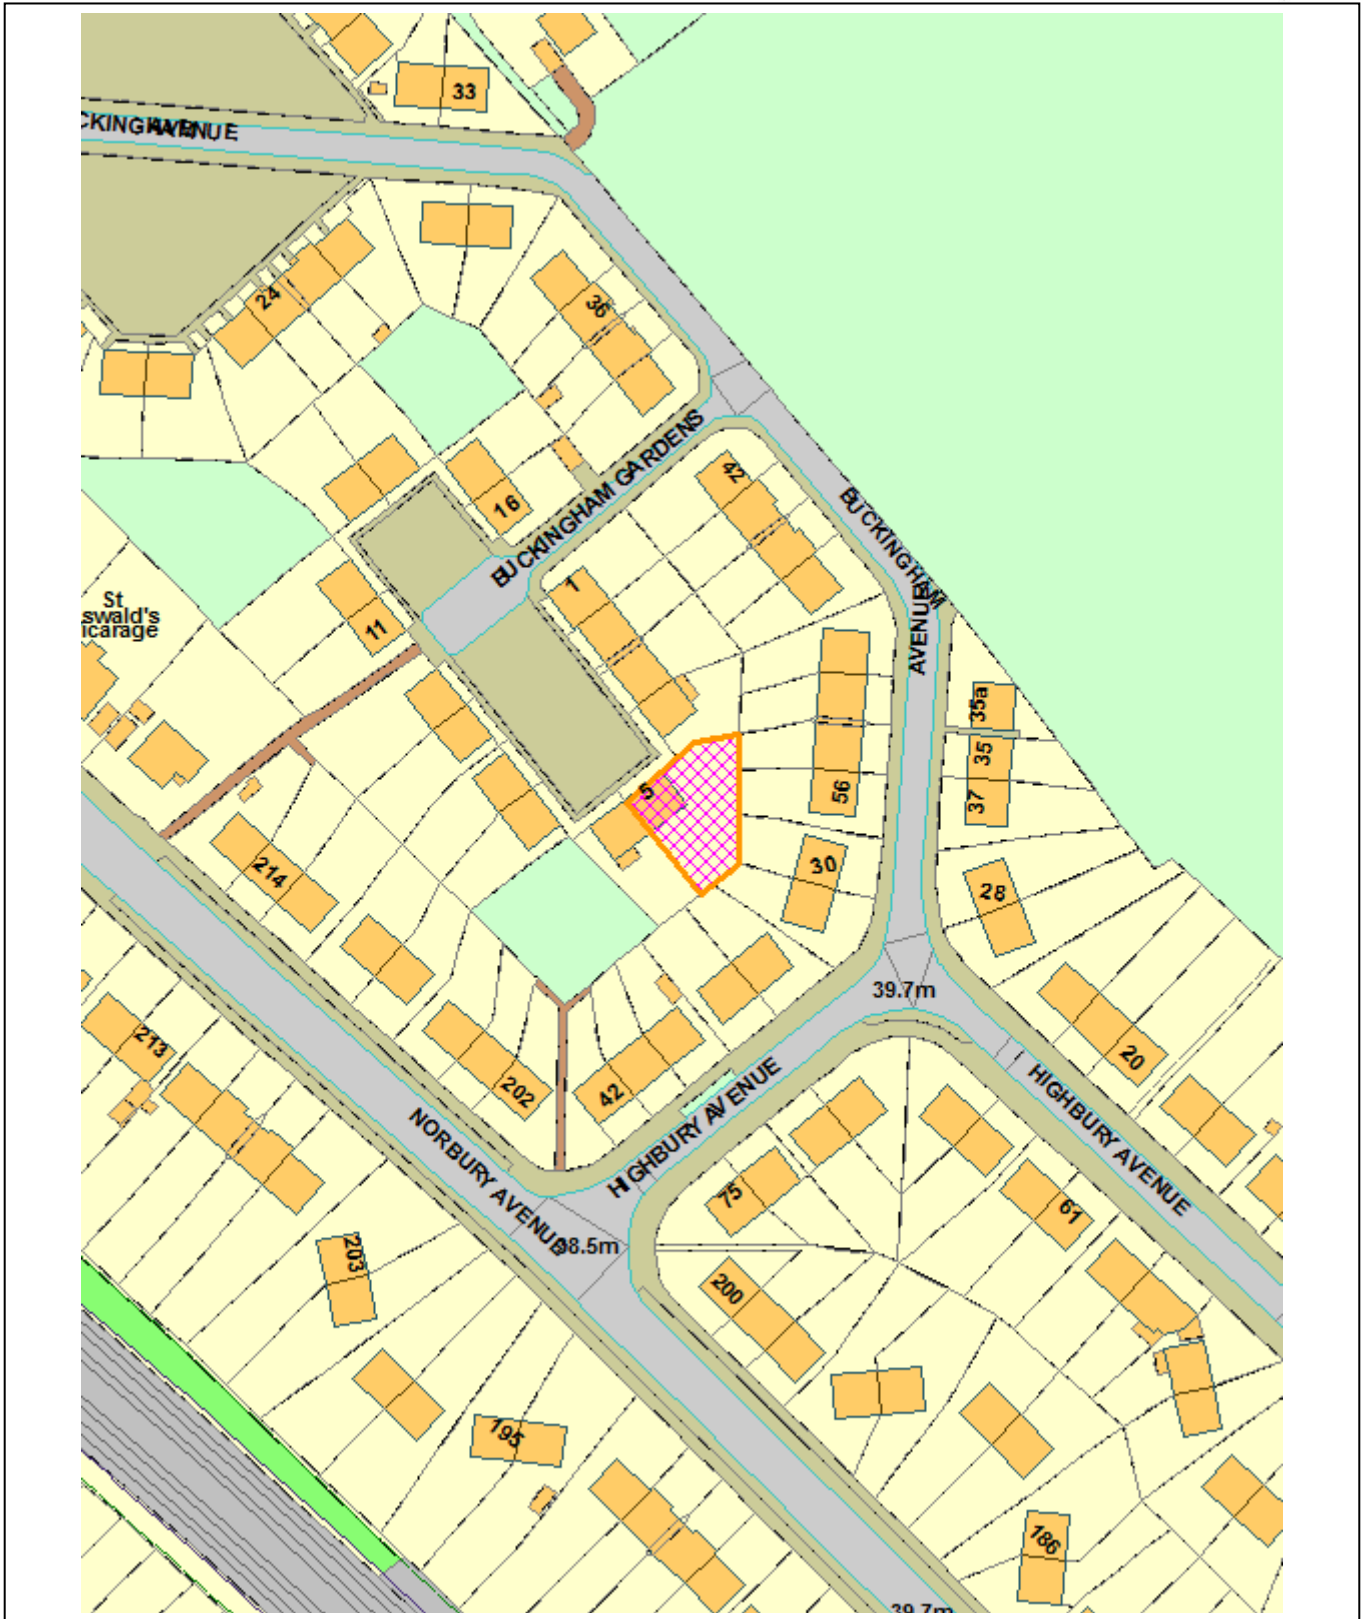 33
CKINGHAM AVENUE
24
36
BUCKINGHAM GARDENS
42
16
BUCKINGHAM
AVENUE
1
St
swald's
icarage
11
35a
35
5
56
37
30
28
214
39.7m
213
20
202
42
HIGHBURY AVENUE
HIGHBURY AVENUE
NORBURY AVENUE
75
61
38.5m
203
200
195
186
39.7m